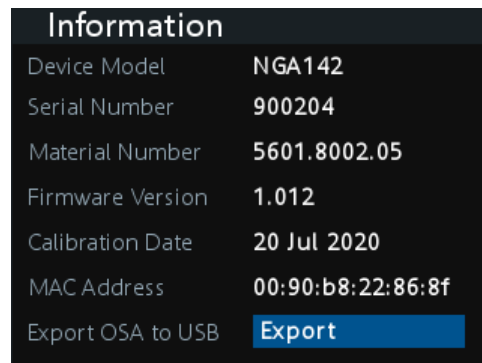 Information
Device Model NGA142
Serial Number 900204
Material Number 5601.8002.05
Firmware Version 1.012
Calibration Date 20 Jul 2020
MAC Address 00:90:b8:22:86:8f
Export OSA to USB Export